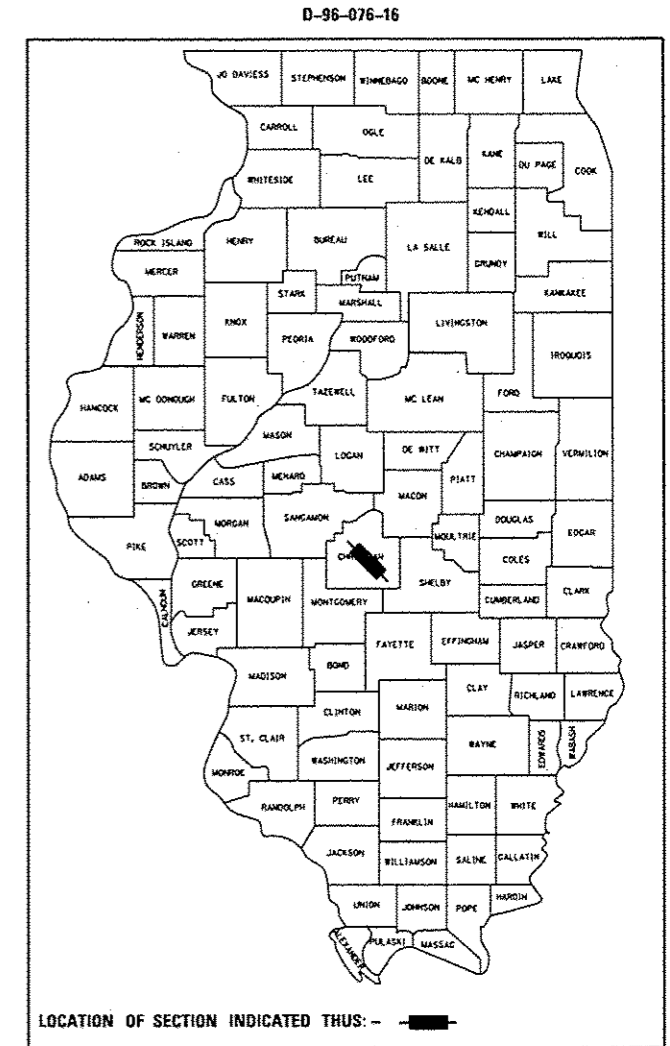 D-96-076-16
JO DAVIESS STEPHENSON WINNEBAGO BOONE MC HENRY LAKE
CARROLL OGLE DE KALB KANE DU PAGE COOK
WHITESIDE LEE KENDALL WILL
ROCK ISLAND HENRY BUREAU LA SALLE GRUNDY
MERCER PUTNAM KANKAKEE
HENDERSON WARREN KNOX STARK MARSHALL LIVINGSTON
PEORIA WOODFORD IROQUOIS
HANCOCK MC DONOUGH FULTON TAZEWELL MC LEAN FORD
SCHUYLER MASON LOGAN DE WITT CHAMPAIGN VERMILION
ADAMS BROWN CASS MENARD MACON PIATT
PIKE SCOTT MORGAN SANGAMON MOULTRIE DOUGLAS EDGAR
COLES
CALHOUN GREENE MACOUPIN MONTGOMERY SHELBY CUMBERLAND CLARK
JERSEY FAYETTE EFFINGHAM JASPER CRAWFORD
MADISON BOND
CLINTON MARION CLAY RICHLAND LAWRENCE
ST. CLAIR WAYNE EDWARDS WABASH
MONROE WASHINGTON JEFFERSON
RANDOLPH PERRY HAMILTON WHITE
FRANKLIN
JACKSON WILLIAMSON SALINE GALLATIN
UNION JOHNSON POPE HARDIN
ALEXANDER PULASKI MASSAC
LOCATION OF SECTION INDICATED THUS: -